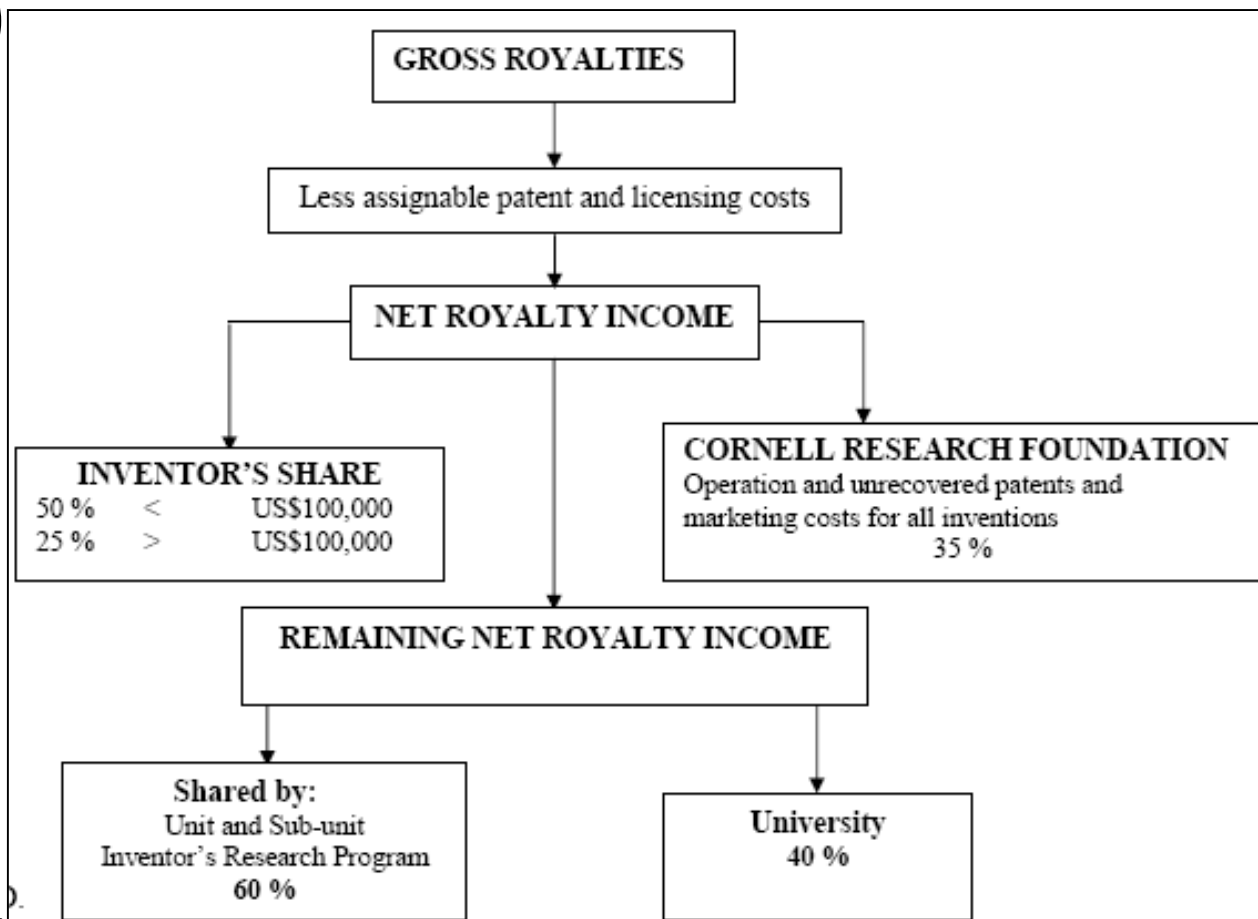 GROSS ROYALTIES
Less assignable patent and licensing costs
NET ROYALTY INCOME
INVENTOR’S SHARE
50 % < US$100,000
25 % > US$100,000
CORNELL RESEARCH FOUNDATION
Operation and unrecovered patents and
marketing costs for all inventions
35 %
REMAINING NET ROYALTY INCOME
Shared by:
Unit and Sub-unit
Inventor’s Research Program
60 %
University
40 %